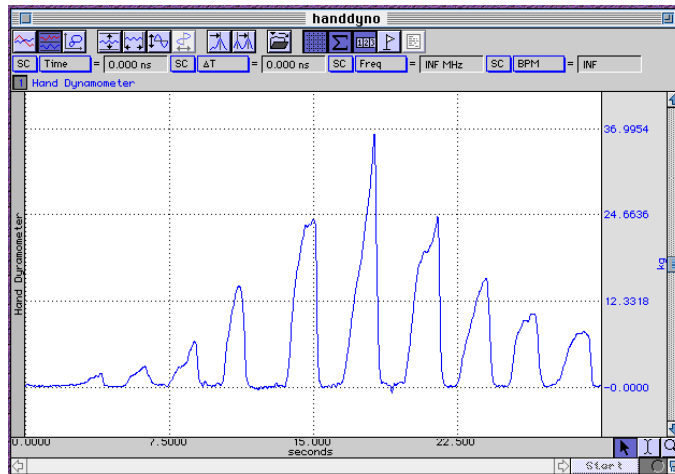 handdyno
SC Time = 0.000 ns SC ΔT = 0.000 ns SC Freq = INF MHz SC BPM = INF
1 Hand Dynamometer
36.9954
24.6636
12.3318
-0.0000
kg
Hand Dynamometer
0.0000 7.5000 15.000 22.500
seconds
Start